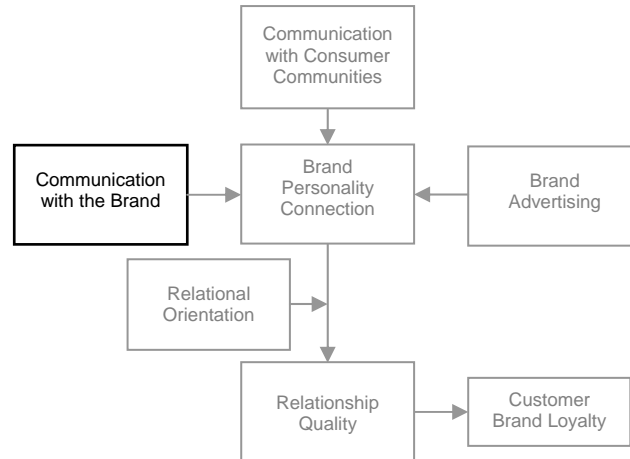 Communication
with Consumer
Communities
Communication
with the Brand
Brand
Personality
Connection
Brand
Advertising
Relational
Orientation
Relationship
Quality
Customer
Brand Loyalty